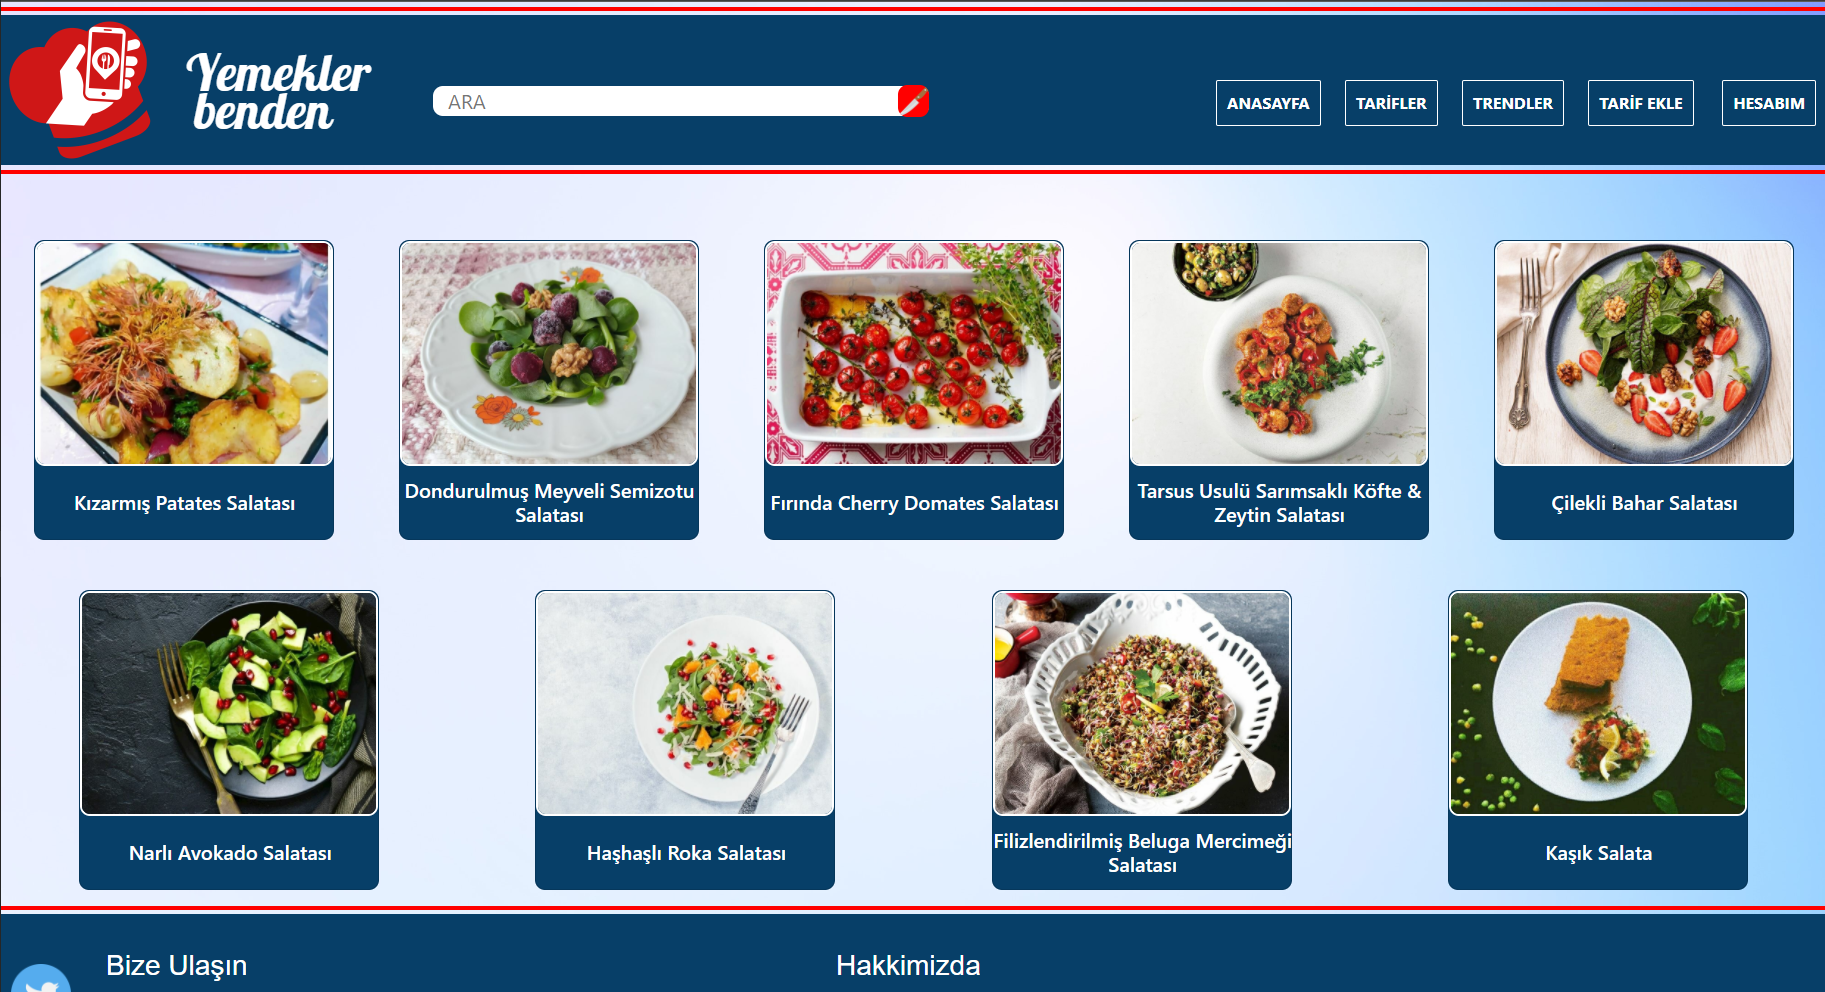 Yemekler
benden
ARA
ANASAYFA
TARİFLER
TRENDLER
TARİF EKLE
HESABIM
Kızarmış Patates Salatası
Dondurulmuş Meyveli Semizotu
Salatası
Fırında Cherry Domates Salatası
Tarsus Usulü Sarımsaklı Köfte &
Zeytin Salatası
Çilekli Bahar Salatası
Narlı Avokado Salatası
Haşhaşlı Roka Salatası
Filizlendirilmiş Beluga Mercimeği
Salatası
Kaşık Salata
Bize Ulaşın
Hakkimizda